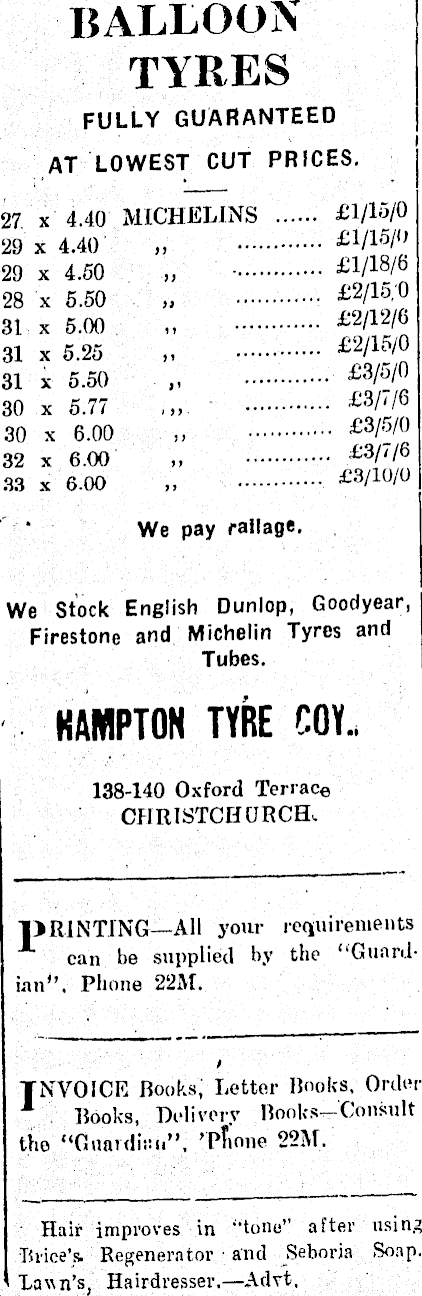 BALLOON
TYRES
FULLY GUARANTEED
AT LOWEST CUT PRICES.
27 x 4.40 MICHELINS ...... £1/15/0
29 x 4.40 ,, ............ £1/15/0
29 x 4.50 ,, ............ £1/18/6
28 x 5.50 ,, ............ £2/15/0
31 x 5.00 ,, ............ £2/12/6
31 x 5.25 ,, ............ £2/15/0
31 x 5.50 ,, ............ £3/5/0
30 x 5.77 ,, ............ £3/7/6
30 x 6.00 ,, ............ £3/5/0
32 x 6.00 ,, ............ £3/7/6
33 x 6.00 ,, ............ £3/10/0
We pay railage.
We Stock English Dunlop, Goodyear,
Firestone and Michelin Tyres and
Tubes.
HAMPTON TYRE COY.,
138-140 Oxford Terrace
CHRISTCHURCH.
PRINTING—All your requirements
can be supplied by the "Guard-
ian". Phone 22M.
INVOICE Books, Letter Books, Order
Books, Delivery Books—Consult
the "Guardian", 'Phone 22M.
Hair improves in "tone" after using
Brice's Regenerator and Seboria Soap.
Lawn's, Hairdresser.—Advt.